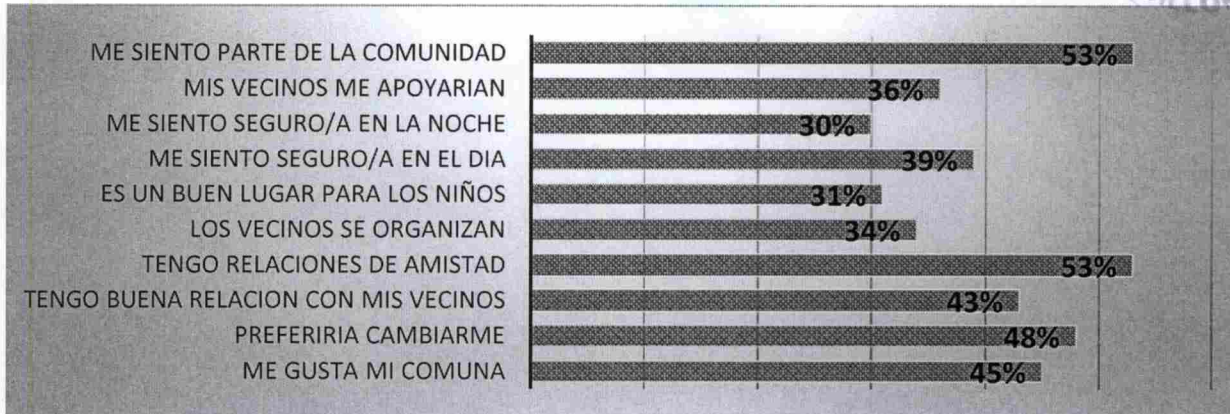 ME SIENTO PARTE DE LA COMUNIDAD 53%
MIS VECINOS ME APOYARIAN 36%
ME SIENTO SEGURO/A EN LA NOCHE 30%
ME SIENTO SEGURO/A EN EL DIA 39%
ES UN BUEN LUGAR PARA LOS NIÑOS 31%
LOS VECINOS SE ORGANIZAN 34%
TENGO RELACIONES DE AMISTAD 53%
TENGO BUENA RELACION CON MIS VECINOS 43%
PREFERIRIA CAMBIARME 48%
ME GUSTA MI COMUNA 45%